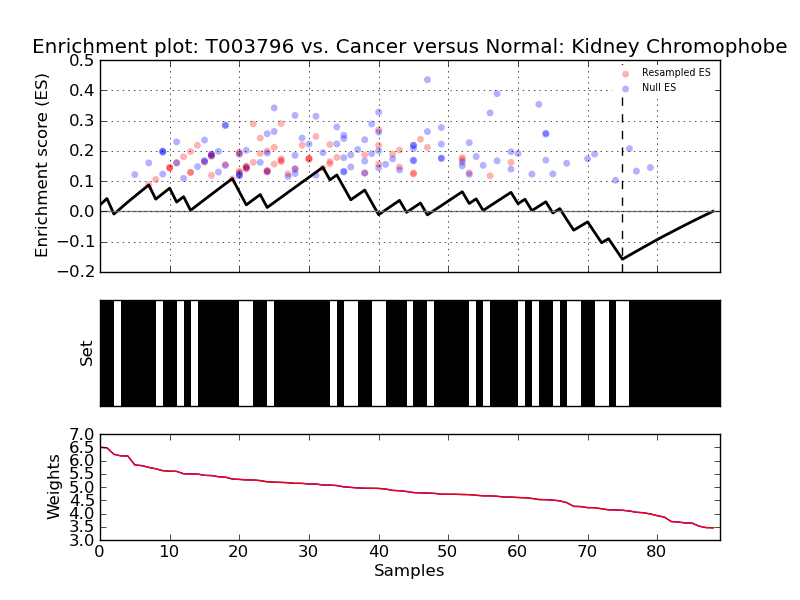 Enrichment plot: T003796 vs. Cancer versus Normal: Kidney Chromophobe
0.5
0.4
0.3
0.2
0.1
0.0
−0.1
−0.2
Enrichment score (ES)
Resampled ES
Null ES
Set
7.0
6.5
6.0
5.5
5.0
4.5
4.0
3.5
3.0
Weights
0 10 20 30 40 50 60 70 80
Samples